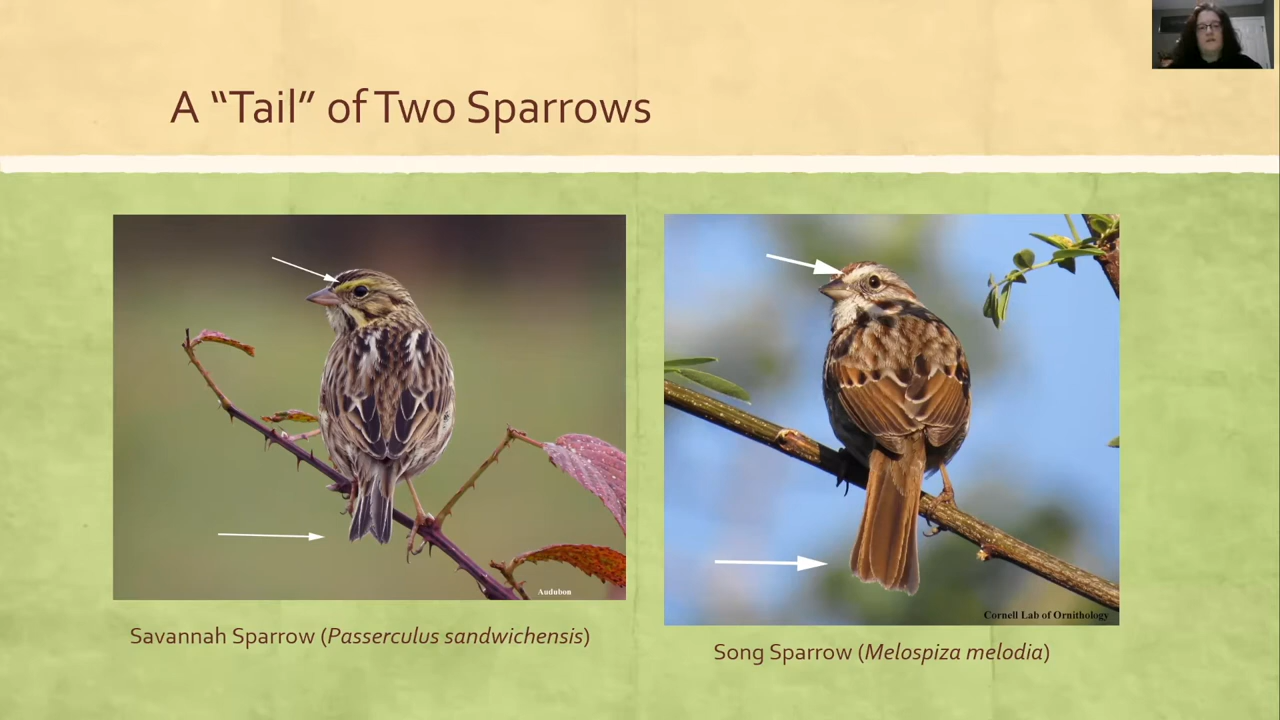 A “Tail” of Two Sparrows
Audubon
Cornell Lab of Ornithology
Savannah Sparrow (Passerculus sandwichensis)
Song Sparrow (Melospiza melodia)